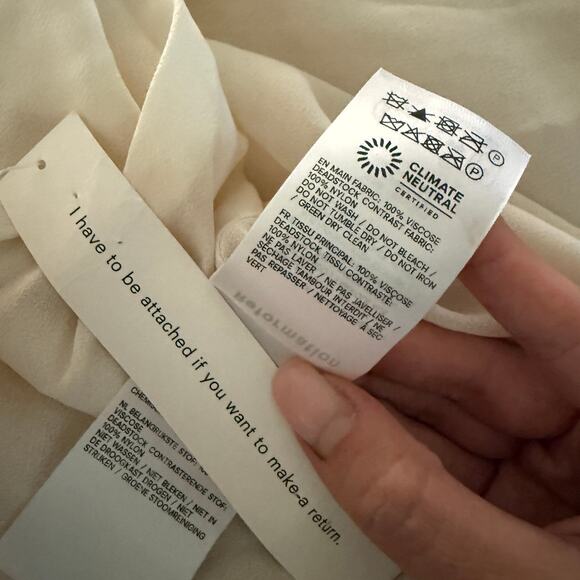 P
P
CLIMATE
NEUTRAL
CERTIFIED
EN MAIN FABRIC: 100% VISCOSE
DEADSTOCK CONTRAST FABRIC:
100% NYLON
DO NOT WASH / DO NOT BLEACH /
DO NOT TUMBLE DRY / DO NOT IRON
/ GREEN DRY CLEAN
FR TISSU PRINCIPAL: 100% VISCOSE
DEADSTOCK TISSU CONTRASTE:
100% NYLON
NE PAS LAVER / NE PAS JAVELLISER /
SECHAGE TAMBOUR INTERDIT / NE
PAS REPASSER / NETTOYAGE À SEC
VERT
Reformation
I have to be attached if you want to make a return.
NL BELANGRIJKSTE STOF: 100%
VISCOSE
DEADSTOCK CONTRASTERENDE STOF:
100% NYLON
NIET WASSEN / NIET BLEKEN / NIET IN
DE DROOGKAST DROGEN / NIET
STRIJKEN / GROENE STOOMREINIGING